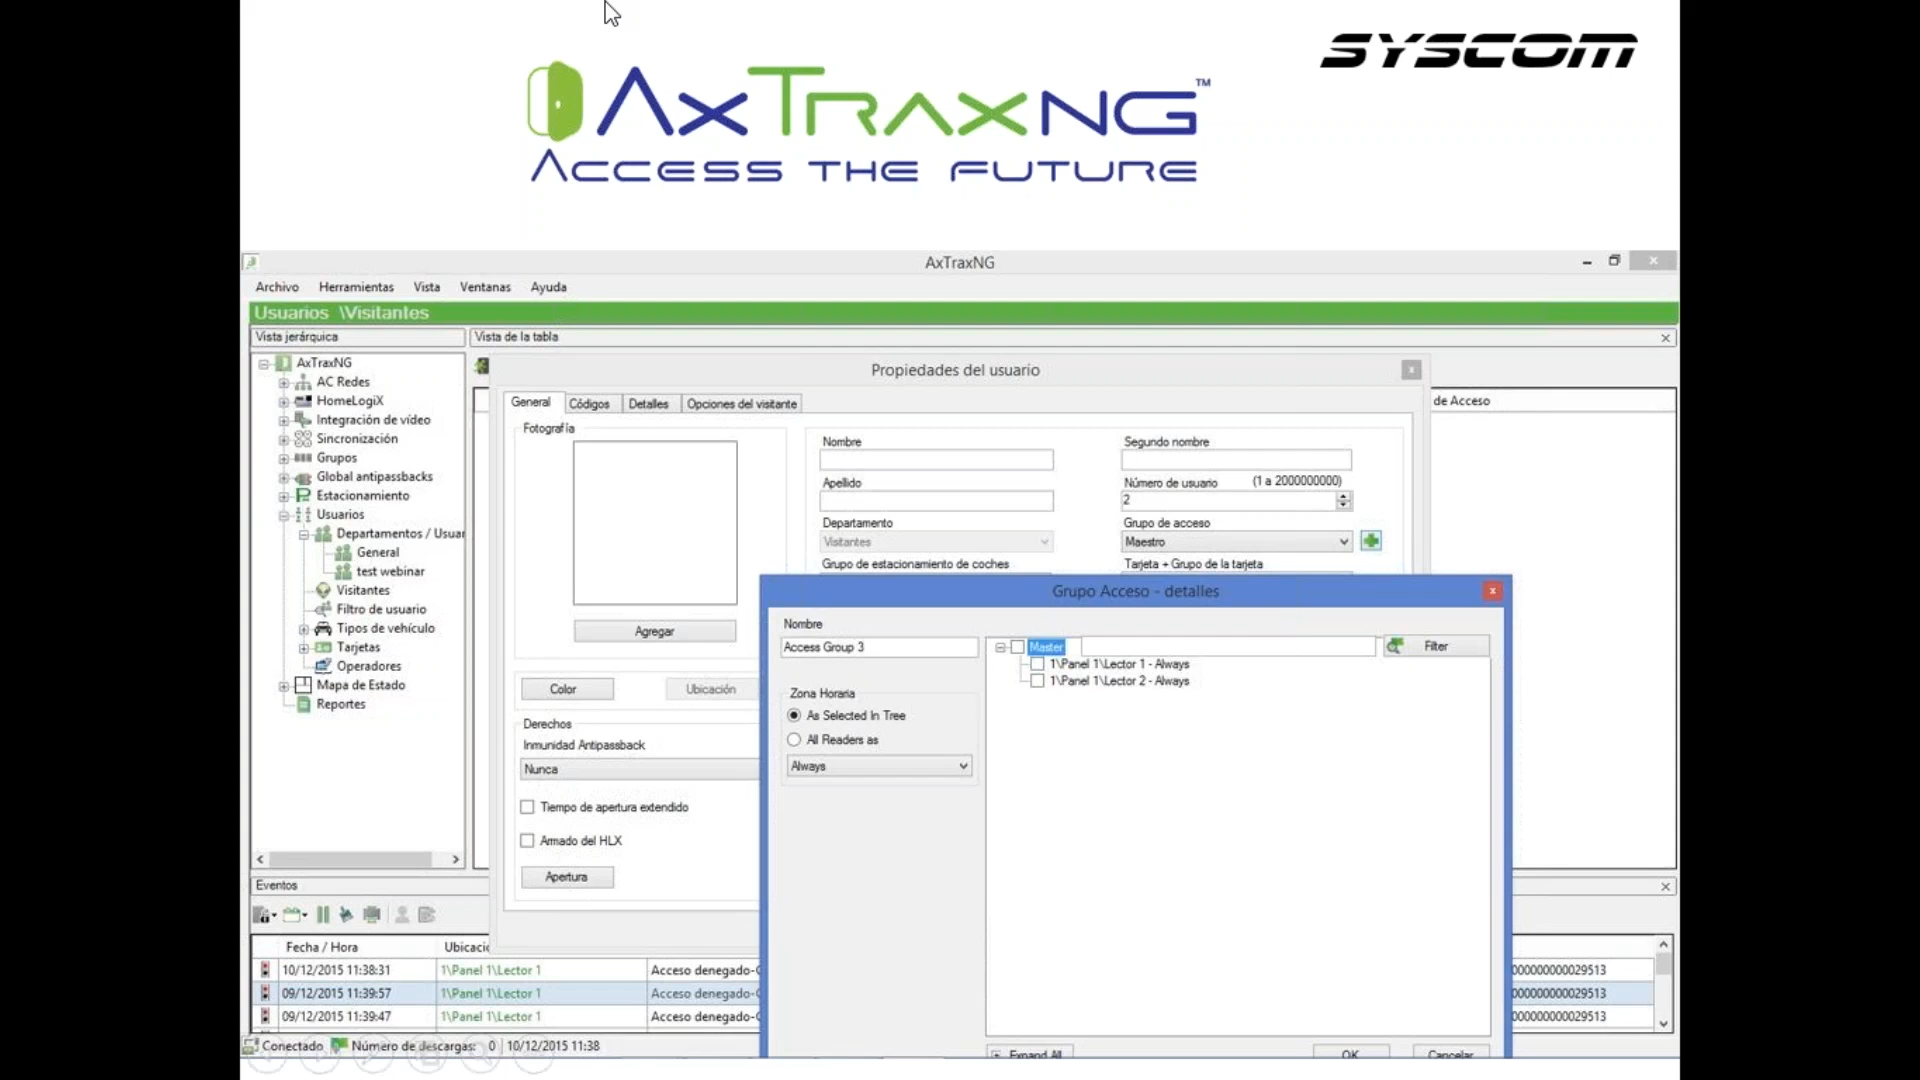 SYSCOM
AxTraxNG™
Access the Future
AxTraxNG
Archivo Herramientas Vista Ventanas Ayuda
Usuarios \Visitantes
Vista jerárquica
Vista de la tabla
AxTraxNG
AC Redes
HomeLogiX
Integración de vídeo
Sincronización
Grupos
Global antipassbacks
Estacionamiento
Usuarios
Departamentos / Usuar
General
test webinar
Visitantes
Filtro de usuario
Tipos de vehículo
Tarjetas
Operadores
Mapa de Estado
Reportes
Propiedades del usuario
de Acceso
General Códigos Detalles Opciones del visitante
Fotografía
Agregar
Color Ubicación
Derechos
Inmunidad Antipassback
Nunca
Tiempo de apertura extendido
Armado del HLX
Apertura
Nombre
Segundo nombre
Apellido
Número de usuario (1 a 2000000000)
2
Departamento
Grupo de acceso
Visitantes
Maestro
Grupo de estacionamiento de coches
Tarjeta + Grupo de la tarjeta
Grupo Acceso - detalles
Nombre
Access Group 3
Zona Horaria
As Selected In Tree
All Readers as
Always
Master
1\Panel 1\Lector 1 - Always
1\Panel 1\Lector 2 - Always
Filter
Expand All
OK
Cancelar
Eventos
Fecha / Hora Ubicació
10/12/2015 11:38:31 1\Panel 1\Lector 1 Acceso denegado-C 00000000029513
09/12/2015 11:39:57 1\Panel 1\Lector 1 Acceso denegado-C 00000000029513
09/12/2015 11:39:47 1\Panel 1\Lector 1 Acceso denegado-C 00000000029513
Conectado Número de descargas: 0 10/12/2015 11:38